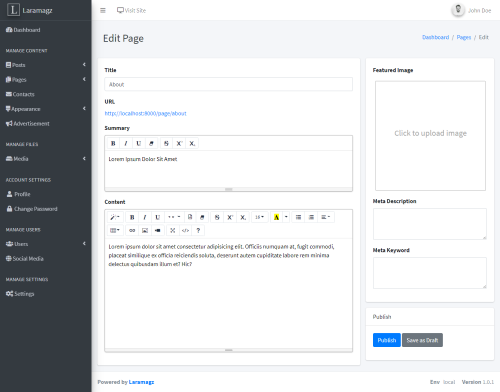 Laramagz
Visit Site
John Doe
Dashboard
MANAGE CONTENT
Posts
Pages
Contacts
Appearance
Advertisement
MANAGE FILES
Media
ACCOUNT SETTINGS
Profile
Change Password
MANAGE USERS
Users
Social Media
MANAGE SETTINGS
Settings
Edit Page
Dashboard / Pages / Edit
Title
About
URL
http://localhost:8000/page/about
Summary
B I U S X X
Lorem Ipsum Dolor Sit Amet
Content
B I U S X X A
</> ?
Lorem ipsum dolor sit amet consectetur adipisicing elit. Officiis numquam at, fugit commodi,
placeat similique ex officia reiciendis soluta, deserunt autem cupiditate labore rem minima
delectus quibusdam illum et? Hic?
Featured Image
Click to upload image
Meta Description
Meta Keyword
Publish
Publish Save as Draft
Powered by Laramagz
Env local Version 1.0.1